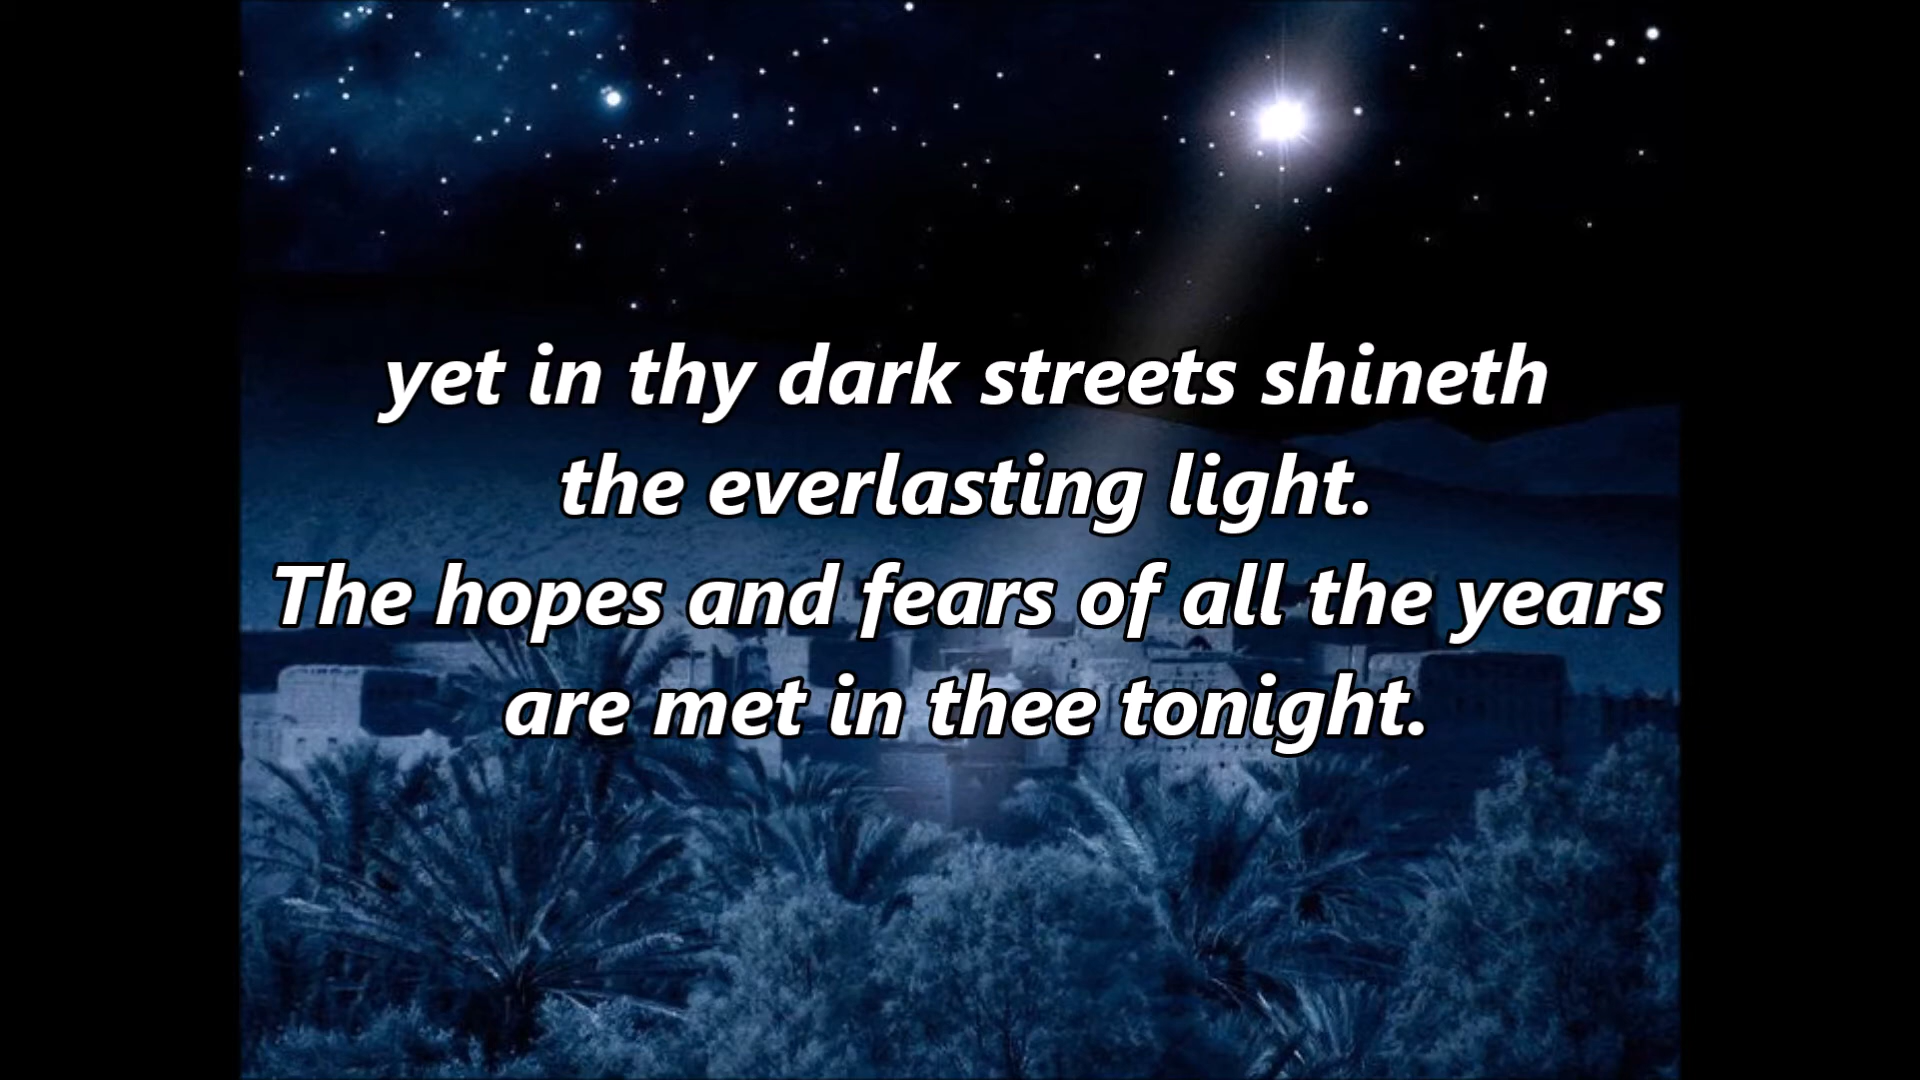 yet in thy dark streets shineth
the everlasting light.
The hopes and fears of all the years
are met in thee tonight.